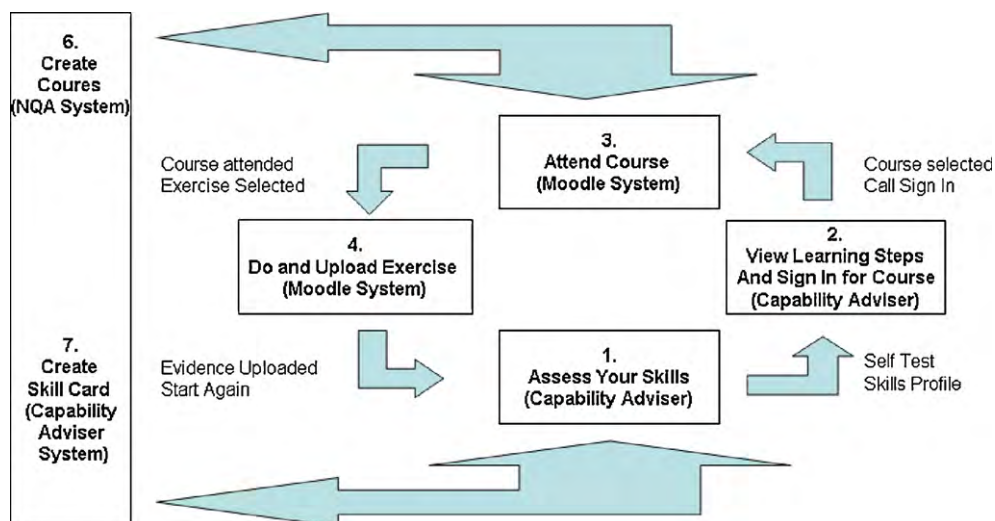 6.
Create
Coures
(NQA System)
3.
Attend Course
(Moodle System)
Course attended
Exercise Selected
Course selected
Call Sign In
4.
Do and Upload Exercise
(Moodle System)
2.
View Learning Steps
And Sign In for Course
(Capability Adviser)
7.
Create
Skill Card
(Capability
Adviser
System)
Evidence Uploaded
Start Again
1.
Assess Your Skills
(Capability Adviser)
Self Test
Skills Profile